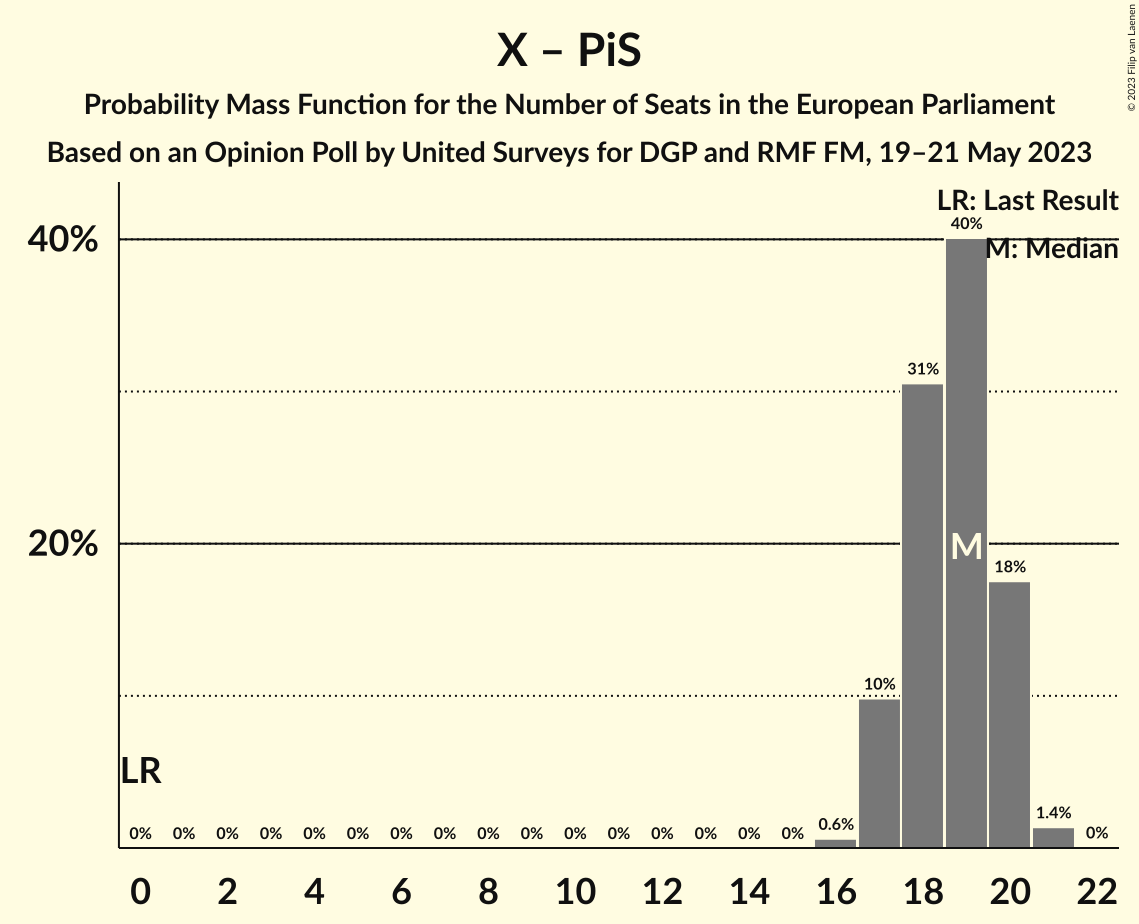 X – PiS
Probability Mass Function for the Number of Seats in the European Parliament
Based on an Opinion Poll by United Surveys for DGP and RMF FM, 19–21 May 2023
© 2023 Filip van Laenen
LR: Last Result
M: Median
40%
20%
40%
31%
M
18%
10%
LR
0% 0% 0% 0% 0% 0% 0% 0% 0% 0% 0% 0% 0% 0% 0% 0% 0.6% 1.4% 0%
0 2 4 6 8 10 12 14 16 18 20 22